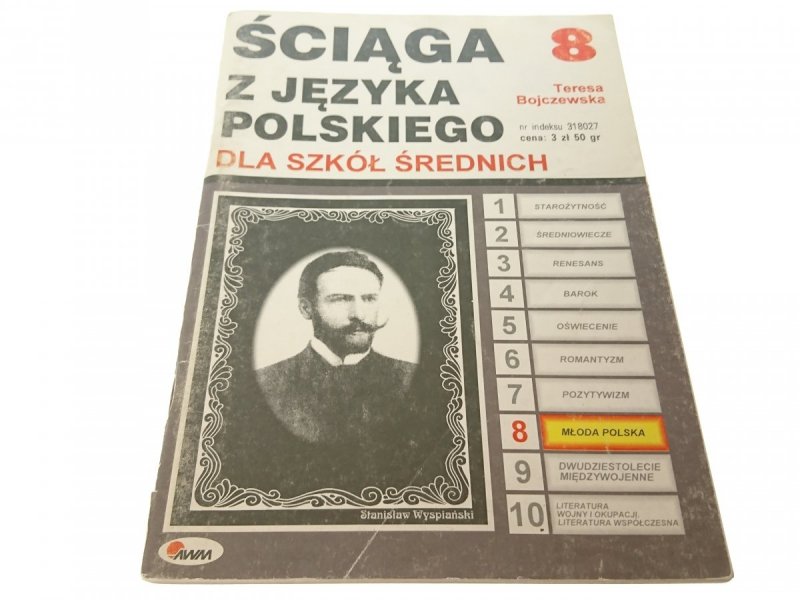 ŚCIĄGA
Z JĘZYKA
POLSKIEGO
DLA SZKÓŁ ŚREDNICH
8
Teresa
Bojczewska
nr indeksu 318027
cena: 3 zł 50 gr
1 STAROŻYTNOŚĆ
2 ŚREDNIOWIECZE
3 RENESANS
4 BAROK
5 OŚWIECENIE
6 ROMANTYZM
7 POZYTYWIZM
8 MŁODA POLSKA
9 DWUDZIESTOLECIE
MIĘDZYWOJENNE
10 LITERATURA
WOJNY I OKUPACJI.
LITERATURA WSPÓŁCZESNA
Stanisław Wyspiański
AWM